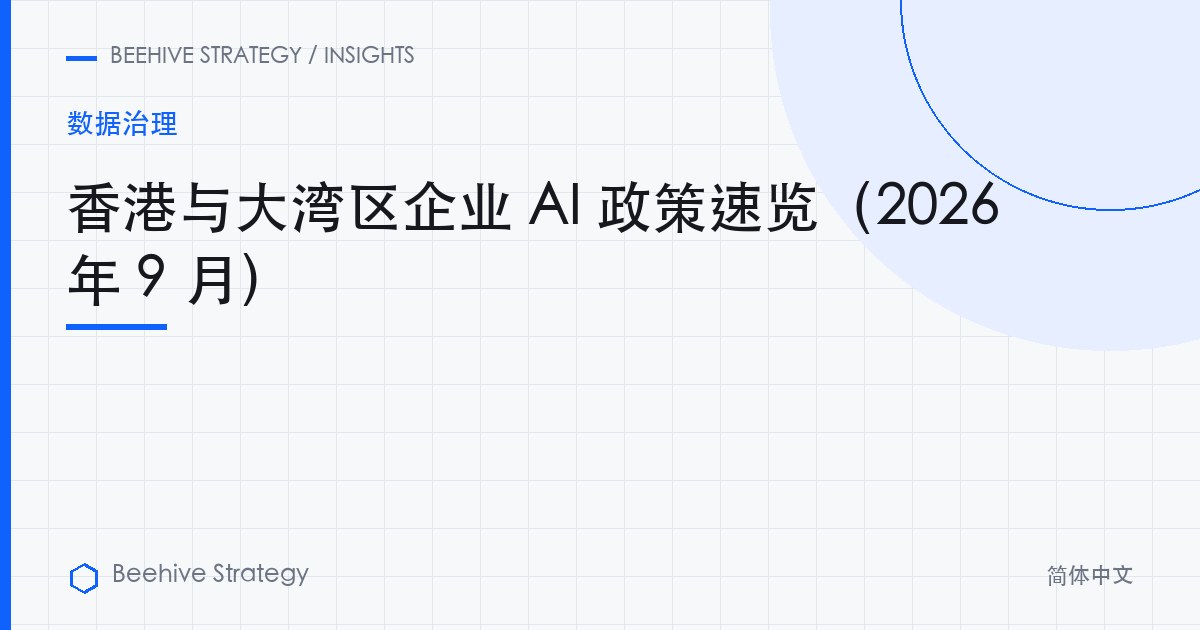 BEEHIVE STRATEGY / INSIGHTS
数据治理
香港与大湾区企业 AI 政策速览（2026
年 9 月）
Beehive Strategy
简体中文